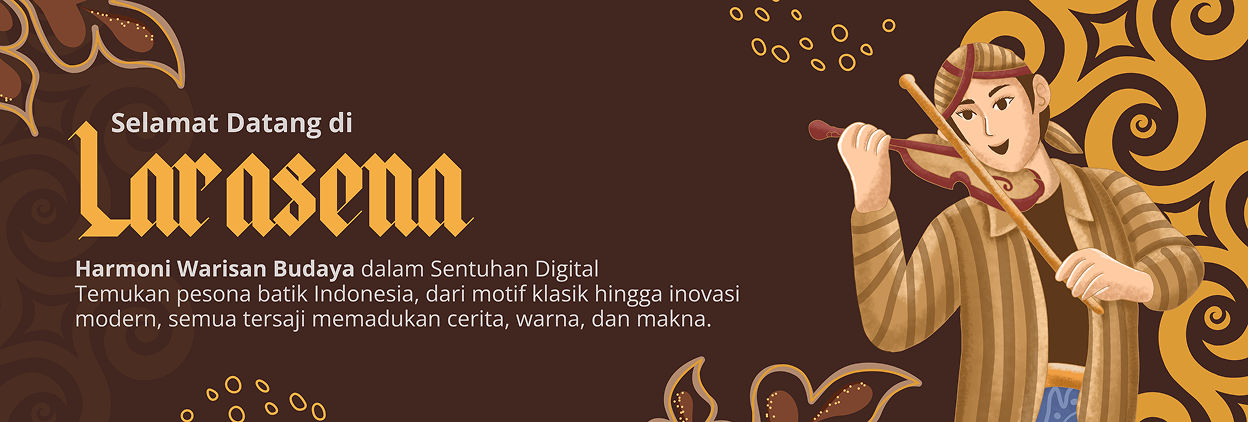 Selamat Datang di
Larasena
Harmoni Warisan Budaya dalam Sentuhan Digital
Temukan pesona batik Indonesia, dari motif klasik hingga inovasi
modern, semua tersaji memadukan cerita, warna, dan makna.